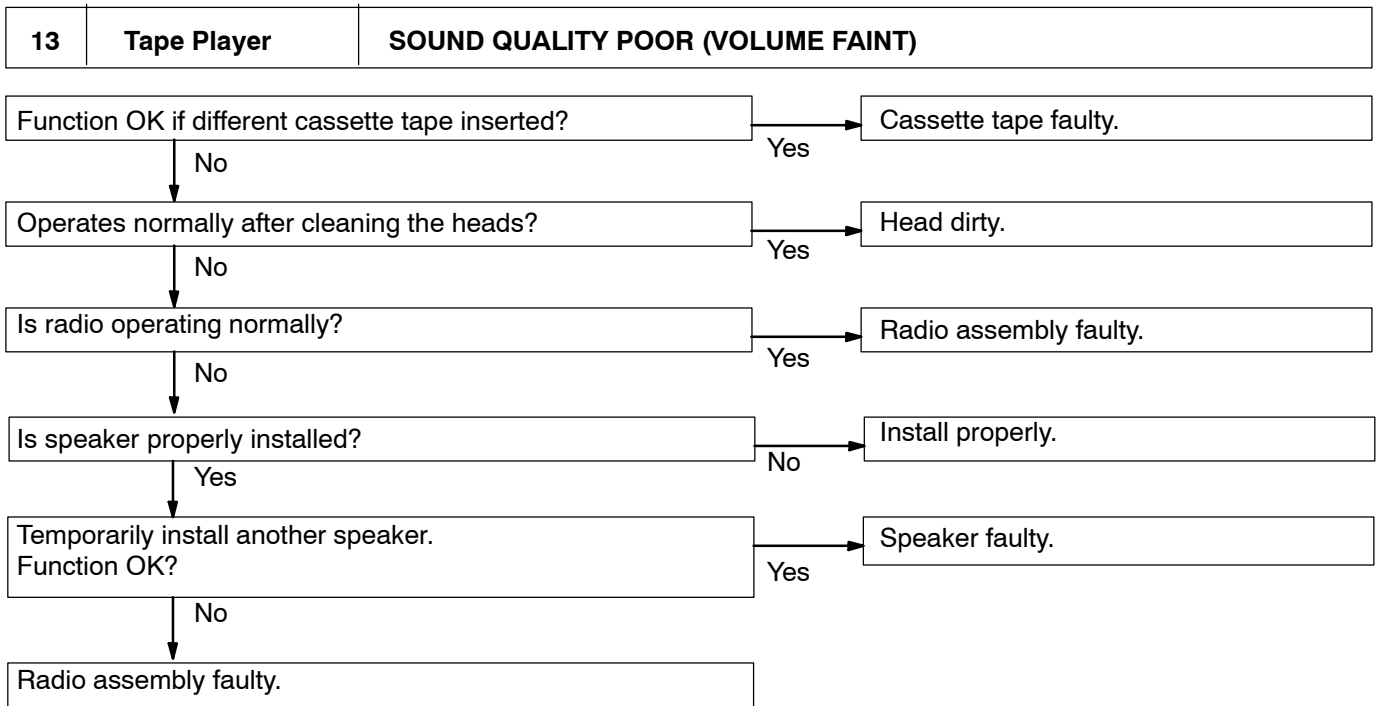 13 Tape Player SOUND QUALITY POOR (VOLUME FAINT)
Function OK if different cassette tape inserted?
Yes
Cassette tape faulty.
No
Operates normally after cleaning the heads?
Yes
Head dirty.
No
Is radio operating normally?
Yes
Radio assembly faulty.
No
Is speaker properly installed?
No
Install properly.
Yes
Temporarily install another speaker.
Function OK?
Yes
Speaker faulty.
No
Radio assembly faulty.